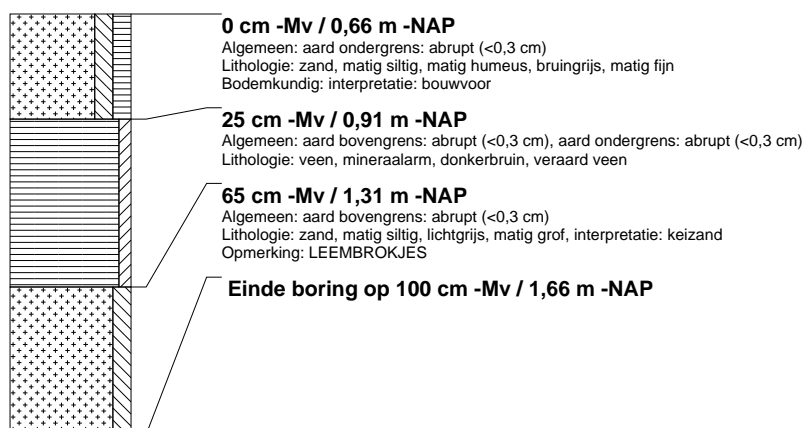 0 cm -Mv / 0,66 m -NAP
Algemeen: aard ondergrens: abrupt (<0,3 cm)
Lithologie: zand, matig siltig, matig humeus, bruingrijs, matig fijn
Bodemkundig: interpretatie: bouwvoor
25 cm -Mv / 0,91 m -NAP
Algemeen: aard bovengrens: abrupt (<0,3 cm), aard ondergrens: abrupt (<0,3 cm)
Lithologie: veen, mineraalarm, donkerbruin, veraard veen
65 cm -Mv / 1,31 m -NAP
Algemeen: aard bovengrens: abrupt (<0,3 cm)
Lithologie: zand, matig siltig, lichtgrijs, matig grof, interpretatie: keizand
Opmerking: LEEMBROKJES
Einde boring op 100 cm -Mv / 1,66 m -NAP